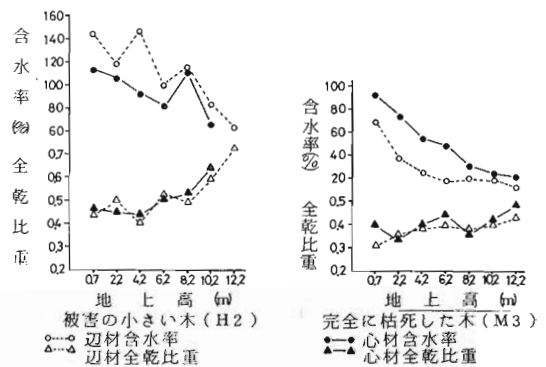 含水率(%)
160
140
120
100
80
60
全乾比重
0.7
0.6
0.5
0.4
0.3
0.2
0.7 2.2 4.2 6.2 8.2 10.2 12.2
地上高(m)
被害の小さい木(H2)
含水率(%)
100
80
60
40
20
全乾比重
0.5
0.4
0.3
0.2
0.7 2.2 4.2 6.2 8.2 10.2 12.2
地上高(m)
完全に枯死した木(M3)
辺材含水率
辺材全乾比重
心材含水率
心材全乾比重